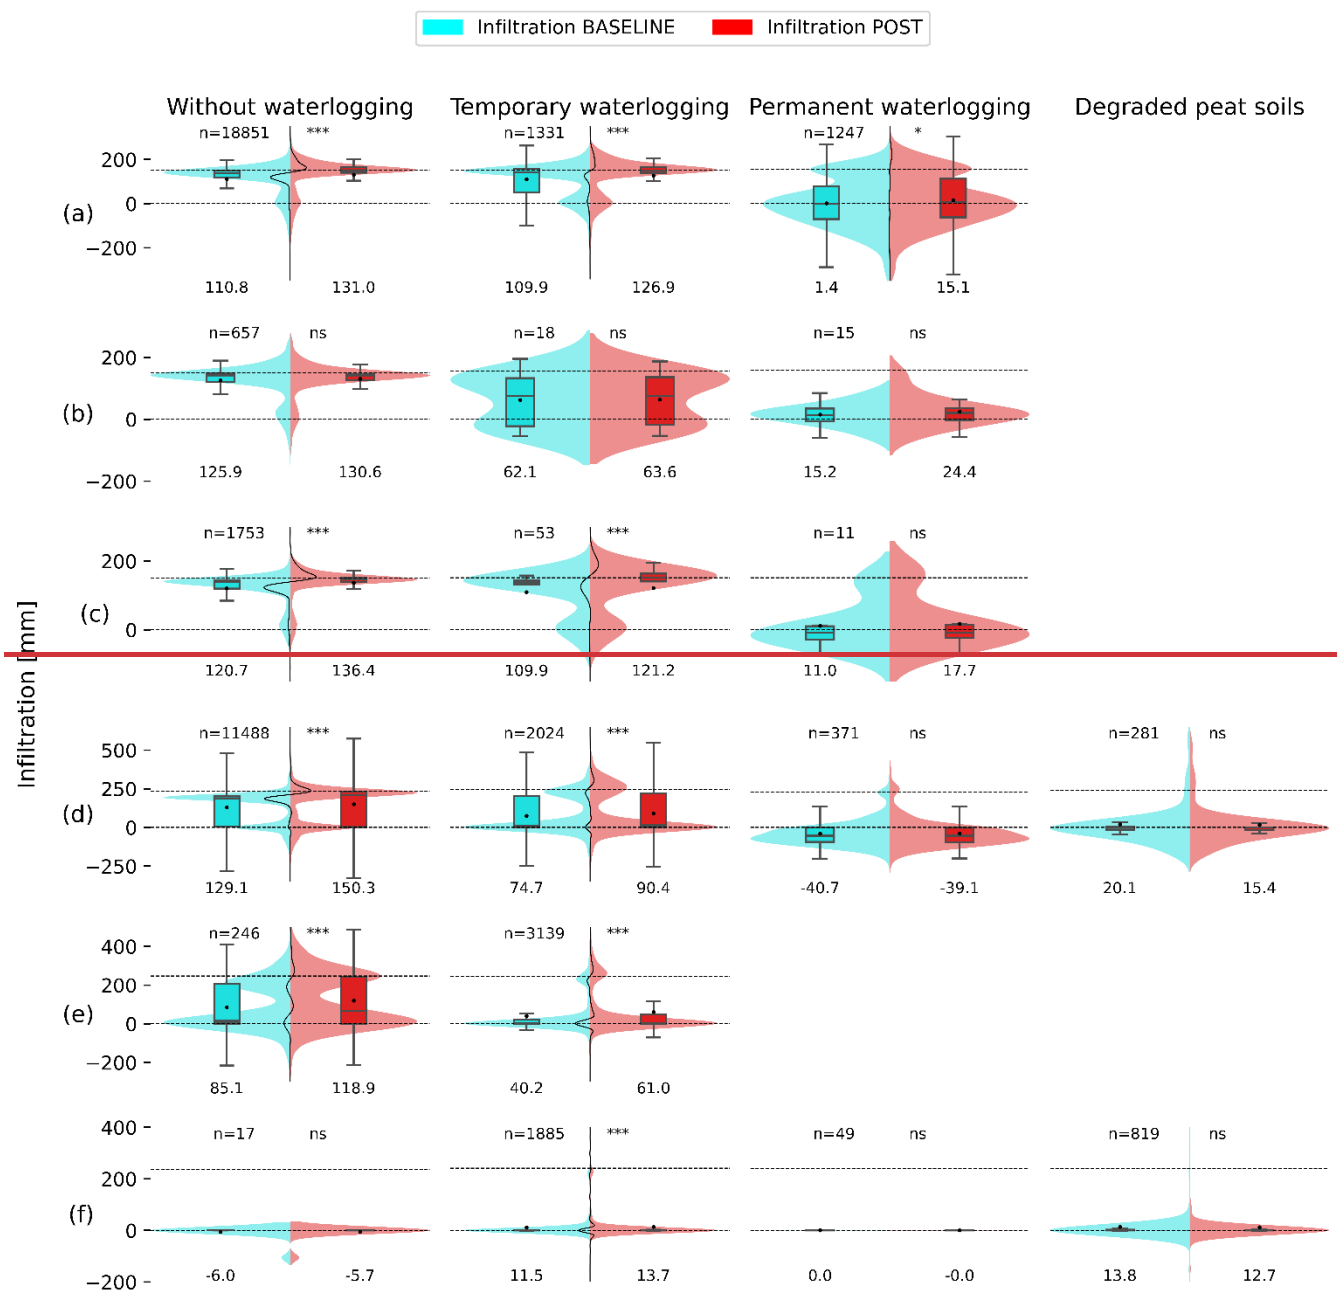 Infiltration BASELINE Infiltration POST
Without waterlogging Temporary waterlogging Permanent waterlogging Degraded peat soils
n=18851 *** n=1331 *** n=1247 *
200
(a) 0
−200
110.8 131.0 109.9 126.9 1.4 15.1
n=657 ns n=18 ns n=15 ns
200
(b) 0
125.9 130.6 62.1 63.6 15.2 24.4
−200
n=1753 *** n=53 *** n=11 ns
200
(c) 0
120.7 136.4 109.9 121.2 11.0 17.7
Infiltration [mm]
n=11488 *** n=2024 *** n=371 ns n=281 ns
500
250
(d) 0
−250
129.1 150.3 74.7 90.4 -40.7 -39.1 20.1 15.4
n=246 *** n=3139 ***
400
200
(e) 0
−200
85.1 118.9 40.2 61.0
400
n=17 ns n=1885 *** n=49 ns n=819 ns
200
(f) 0
-6.0 -5.7 11.5 13.7 0.0 -0.0 13.8 12.7
−200